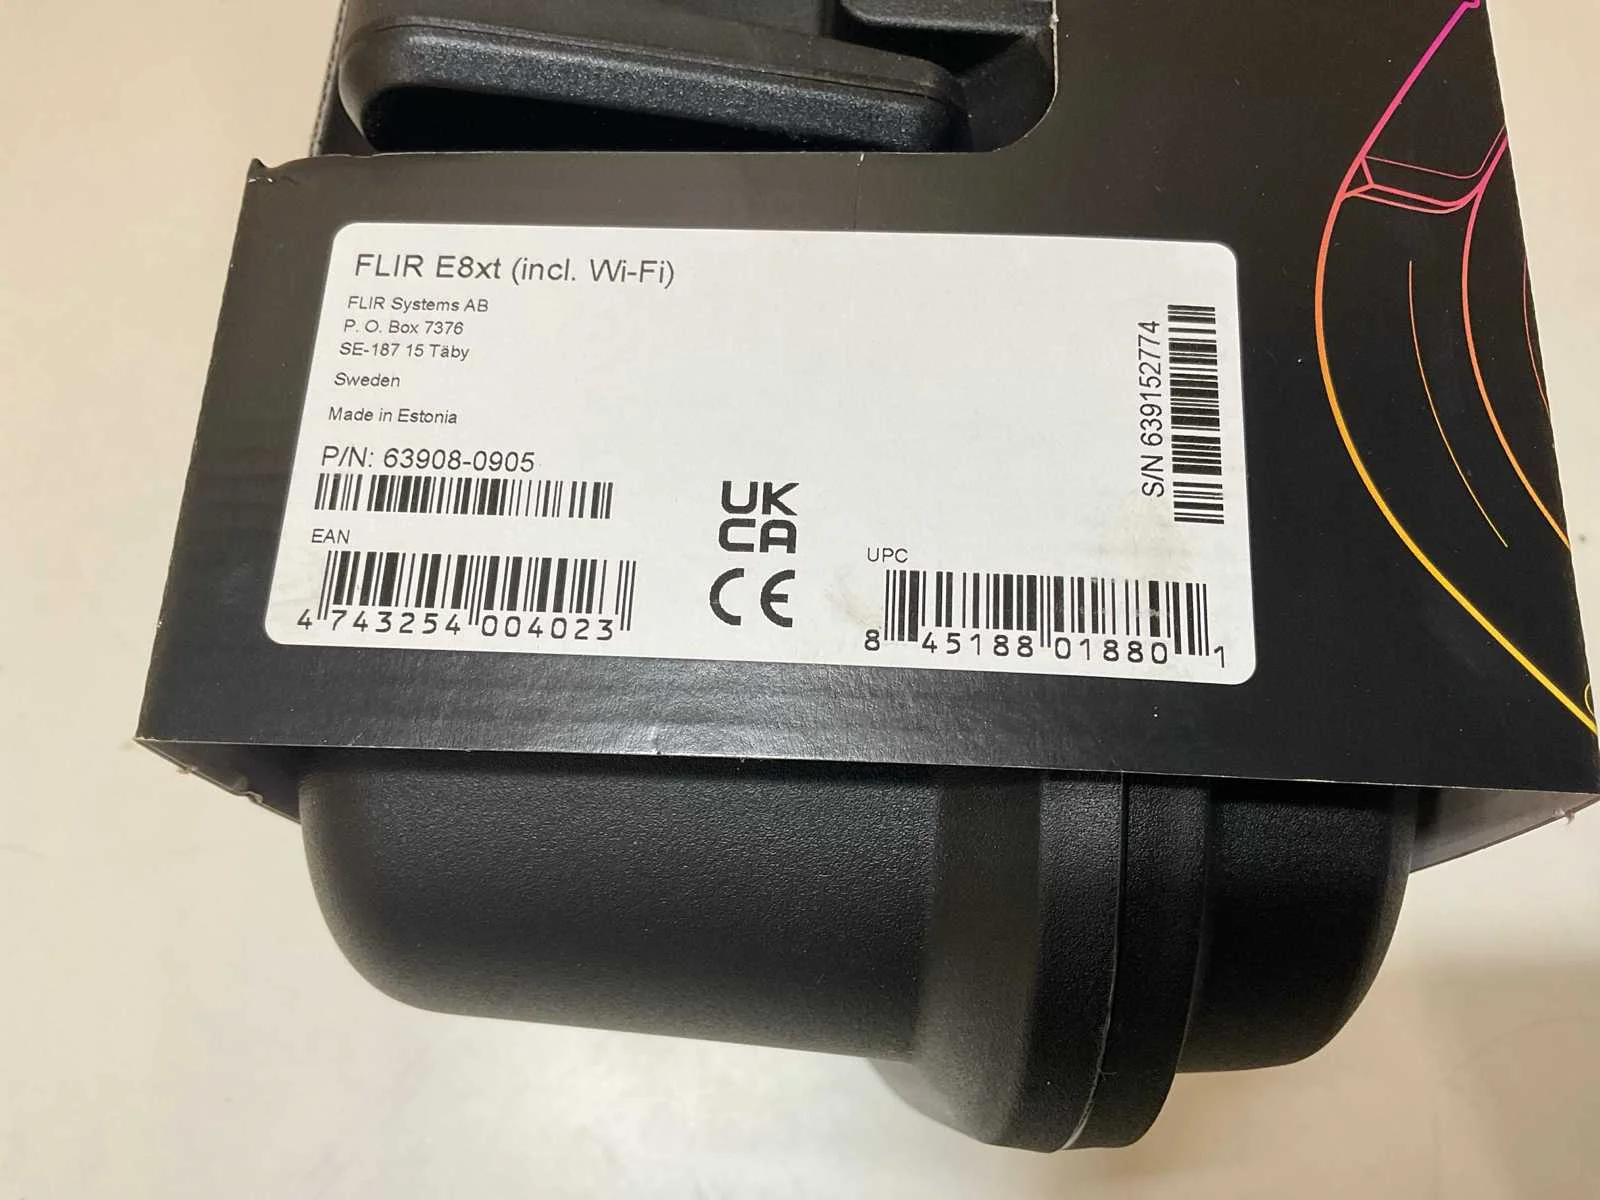 FLIR E8xt (incl. Wi-Fi)
FLIR Systems AB
P. O. Box 7376
SE-187 15 Täby
Sweden
Made in Estonia
P/N: 63908-0905
EAN
4 743254 004023
UK
CA
CE
UPC
8 45188 01880 1
S/N 639152774